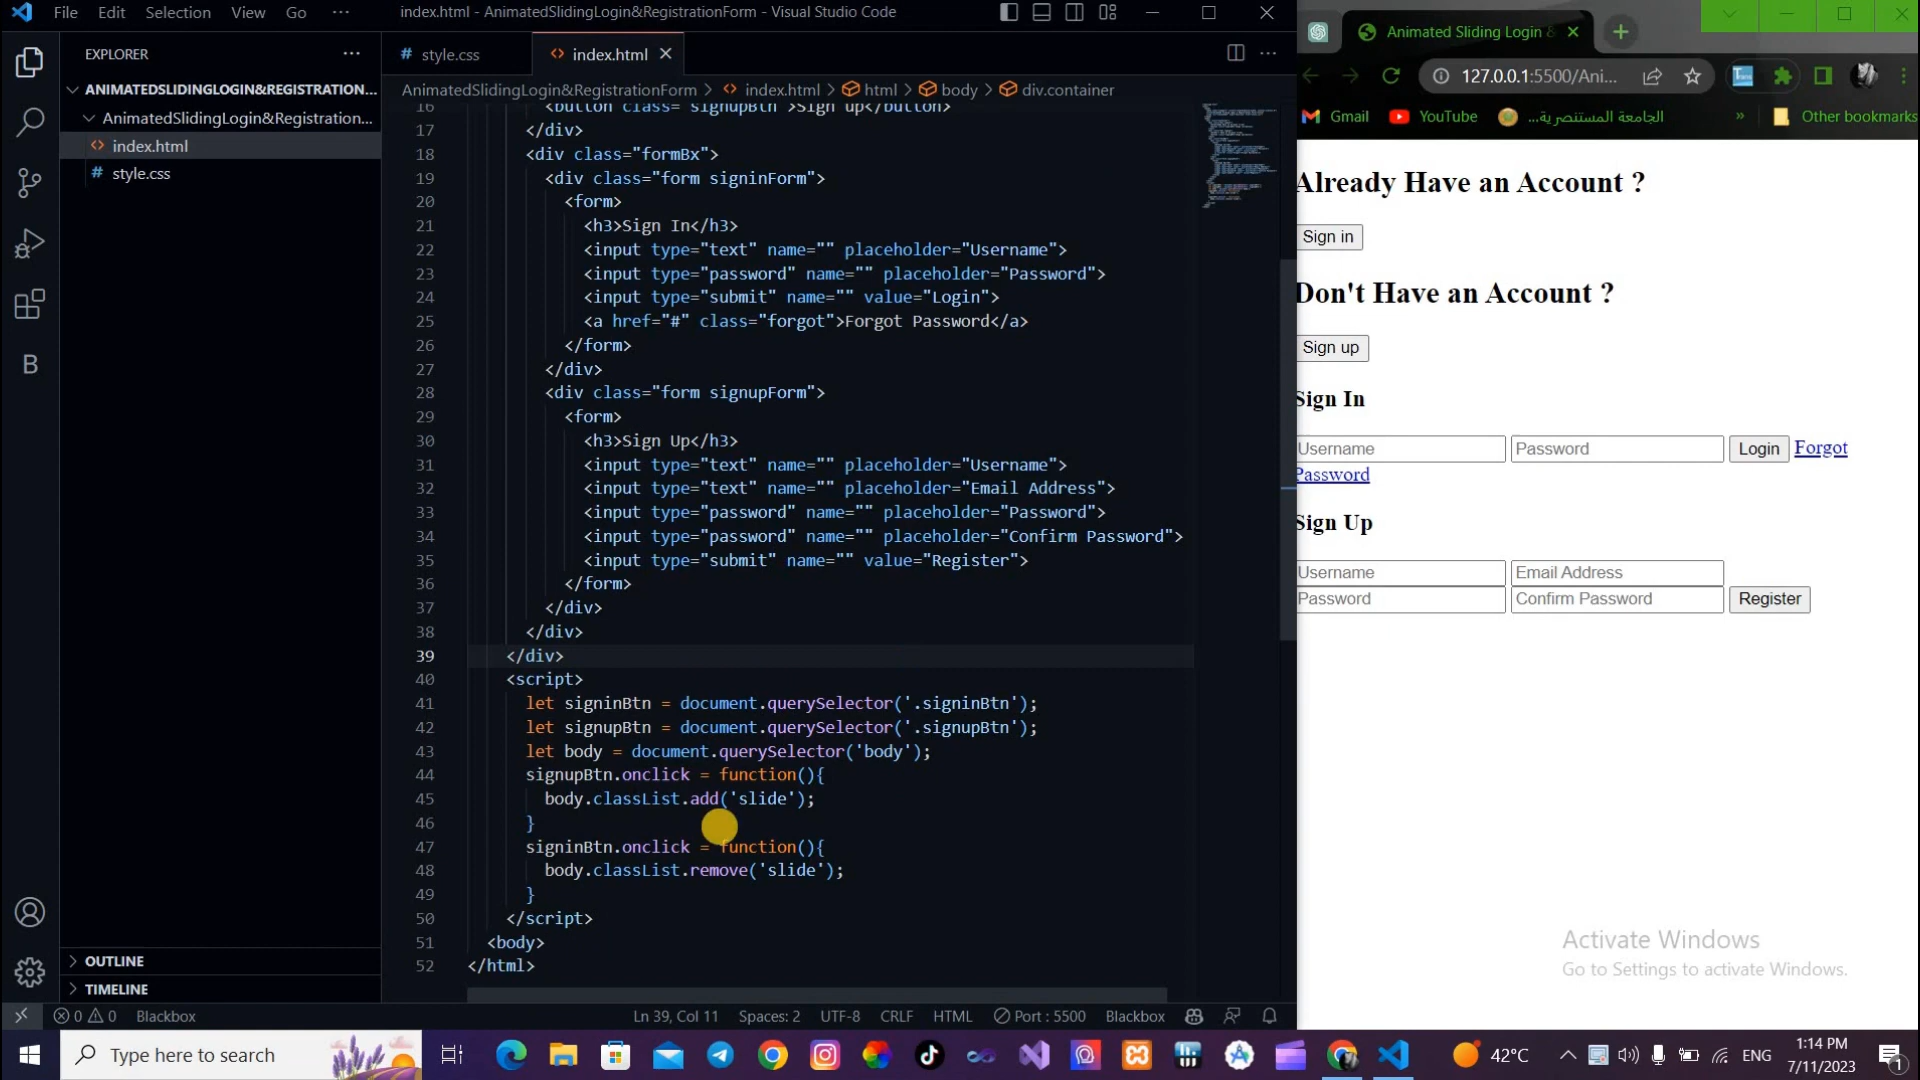 File Edit Selection View Go ··· index.html - AnimatedSlidingLogin&RegistrationForm - Visual Studio Code
EXPLORER ···
ANIMATEDSLIDINGLOGIN&REGISTRATION...
AnimatedSlidingLogin&Registration...
<> index.html
# style.css
OUTLINE
TIMELINE
# style.css
<> index.html
AnimatedSlidingLogin&RegistrationForm > <> index.html > html > body > div.container
16 <button class="signupBtn">Sign up</button>
17 </div>
18 <div class="formBx">
19 <div class="form signinForm">
20 <form>
21 <h3>Sign In</h3>
22 <input type="text" name="" placeholder="Username">
23 <input type="password" name="" placeholder="Password">
24 <input type="submit" name="" value="Login">
25 <a href="#" class="forgot">Forgot Password</a>
26 </form>
27 </div>
28 <div class="form signupForm">
29 <form>
30 <h3>Sign Up</h3>
31 <input type="text" name="" placeholder="Username">
32 <input type="text" name="" placeholder="Email Address">
33 <input type="password" name="" placeholder="Password">
34 <input type="password" name="" placeholder="Confirm Password">
35 <input type="submit" name="" value="Register">
36 </form>
37 </div>
38 </div>
39 </div>
40 <script>
41 let signinBtn = document.querySelector('.signinBtn');
42 let signupBtn = document.querySelector('.signupBtn');
43 let body = document.querySelector('body');
44 signupBtn.onclick = function(){
45 body.classList.add('slide');
46 }
47 signinBtn.onclick = function(){
48 body.classList.remove('slide');
49 }
50 </script>
51 <body>
52 </html>
0 0 Blackbox Ln 39, Col 11 Spaces: 2 UTF-8 CRLF HTML Port : 5500 Blackbox
Animated Sliding Login &
127.0.0.1:5500/Ani...
Gmail YouTube الجامعة المستنصرية... » Other bookmarks
Already Have an Account ?
Sign in
Don't Have an Account ?
Sign up
Sign In
Username Password Login Forgot
Password
Sign Up
Username Email Address
Password Confirm Password Register
Activate Windows
Go to Settings to activate Windows.
Type here to search
42°C ENG
1:14 PM
7/11/2023
1
B